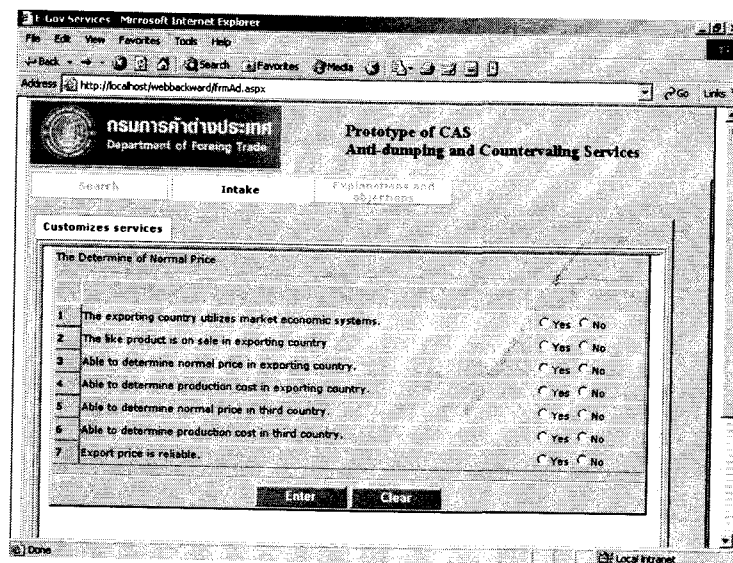 E-Gov Services - Microsoft Internet Explorer
File Edit View Favorites Tools Help
Back Search Favorites Media
Address http://localhost/webbackward/frmAd.aspx Go Links
กรมการค้าต่างประเทศ
Department of Foreing Trade
Prototype of CAS
Anti-dumping and Countervaling Services
Search Intake Explanations and
objections
Customizes services
The Determine of Normal Price
1 The exporting country utilizes market economic systems. Yes No
2 The like product is on sale in exporting country Yes No
3 Able to determine normal price in exporting country. Yes No
4 Able to determine production cost in exporting country. Yes No
5 Able to determine normal price in third country. Yes No
6 Able to determine production cost in third country. Yes No
7 Export price is reliable. Yes No
Enter Clear
Done Local intranet